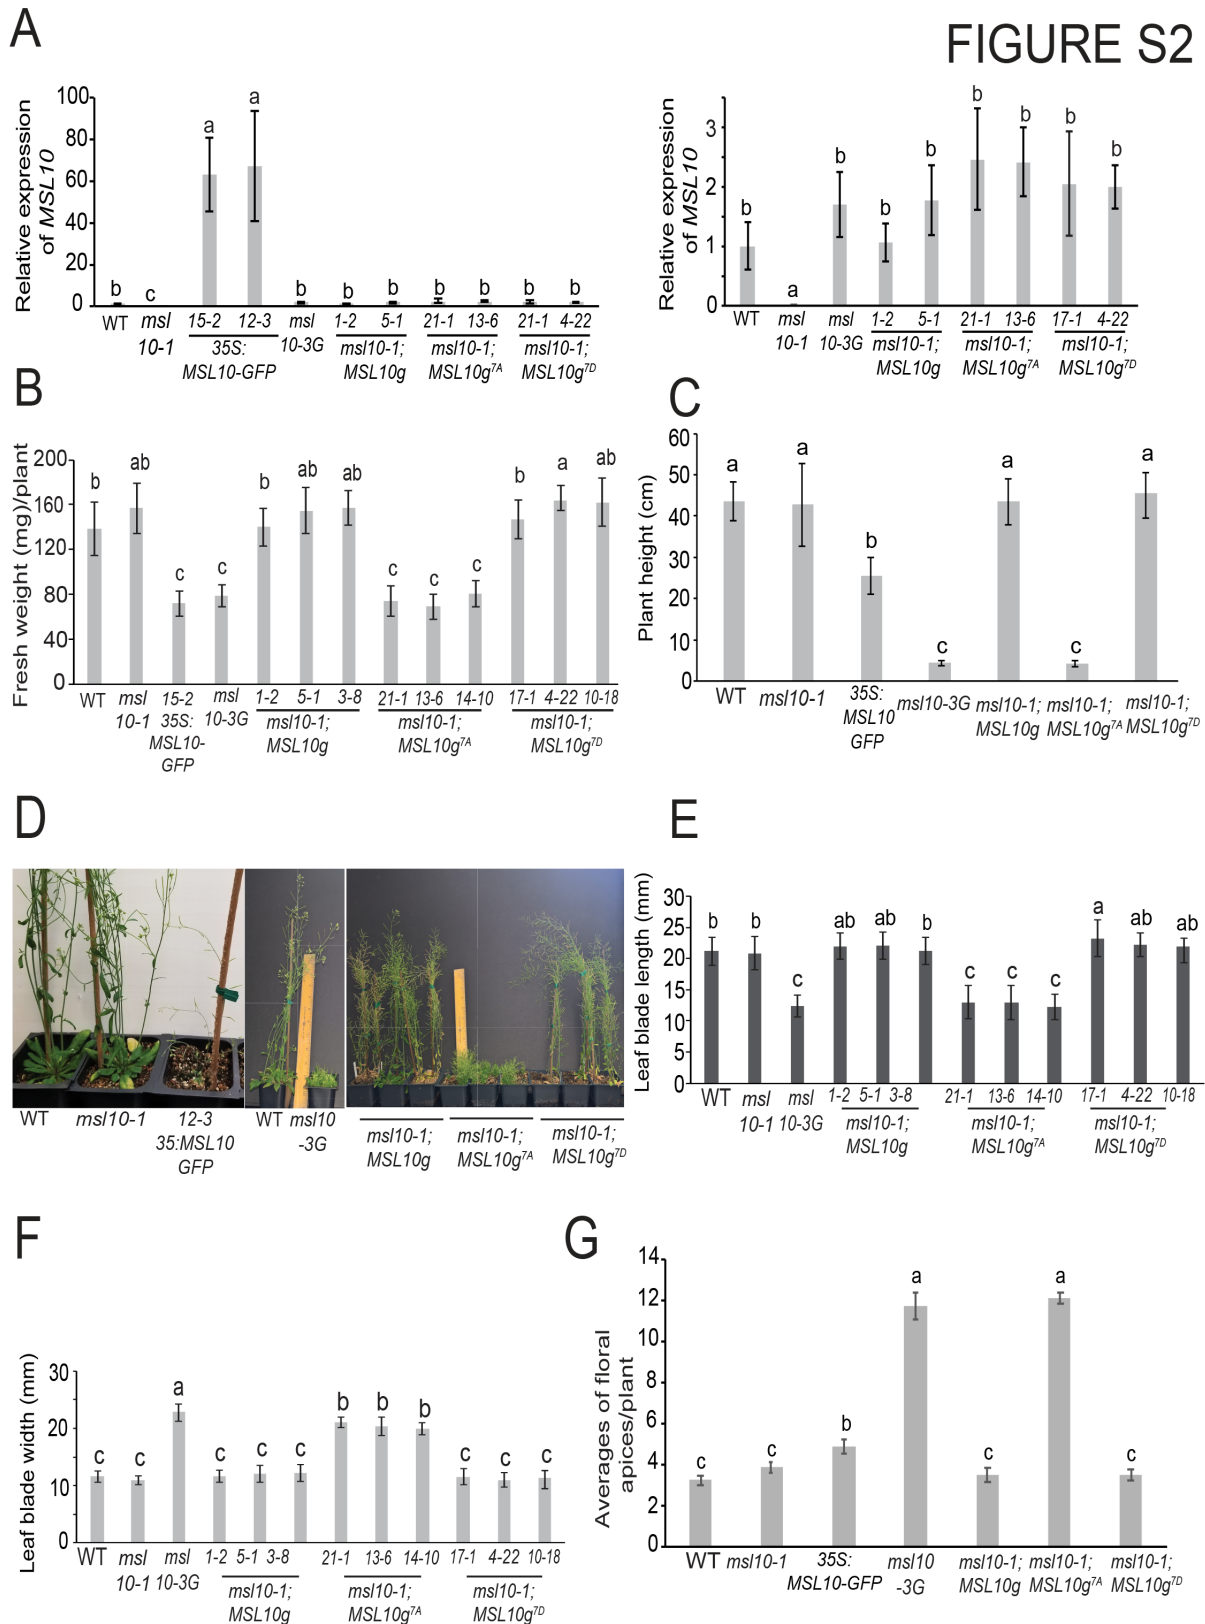 A
FIGURE S2
Relative expression
of MSL10
100
80
60
40
20
0
b
c
a
a
b
b
b
b
b
b
b
WT
msl
10-1
15-2
12-3
35S:
MSL10-GFP
msl
10-3G
1-2
5-1
msl10-1;
MSL10g
21-1
13-6
msl10-1;
MSL10g7A
21-1
4-22
msl10-1;
MSL10g7D
Relative expression
of MSL10
3
2
1
0
b
a
b
b
b
b
b
b
b
WT
msl
10-1
msl
10-3G
1-2
5-1
msl10-1;
MSL10g
21-1
13-6
msl10-1;
MSL10g7A
17-1
4-22
msl10-1;
MSL10g7D
B
Fresh weight (mg)/plant
200
160
120
80
40
0
b
ab
c
c
b
ab
ab
c
c
c
b
a
ab
WT
msl
10-1
15-2
35S:
MSL10-
GFP
msl
10-3G
1-2
5-1
3-8
msl10-1;
MSL10g
21-1
13-6
14-10
msl10-1;
MSL10g7A
17-1
4-22
10-18
msl10-1;
MSL10g7D
C
Plant height (cm)
60
50
40
30
20
10
0
a
a
b
c
a
c
a
WT
msl10-1
35S:
MSL10
GFP
msl10-3G
msl10-1;
MSL10g
msl10-1;
MSL10g7A
msl10-1;
MSL10g7D
D
WT
msl10-1
12-3
35:MSL10
GFP
WT
msl10
-3G
msl10-1;
MSL10g
msl10-1;
MSL10g7A
msl10-1;
MSL10g7D
E
Leaf blade length (mm)
30
25
20
15
10
5
0
b
b
c
ab
ab
b
c
c
c
a
ab
ab
WT
msl
10-1
msl
10-3G
1-2
5-1
3-8
msl10-1;
MSL10g
21-1
13-6
14-10
msl10-1;
MSL10g7A
17-1
4-22
10-18
msl10-1;
MSL10g7D
F
Leaf blade width (mm)
30
20
10
0
c
c
a
c
c
c
b
b
b
c
c
c
WT
msl
10-1
msl
10-3G
1-2
5-1
3-8
msl10-1;
MSL10g
21-1
13-6
14-10
msl10-1;
MSL10g7A
17-1
4-22
10-18
msl10-1;
MSL10g7D
G
Averages of floral
apices/plant
14
12
10
8
6
4
2
0
c
c
b
a
c
a
c
WT
msl10-1
35S:
MSL10-GFP
msl10
-3G
msl10-1;
MSL10g
msl10-1;
MSL10g7A
msl10-1;
MSL10g7D